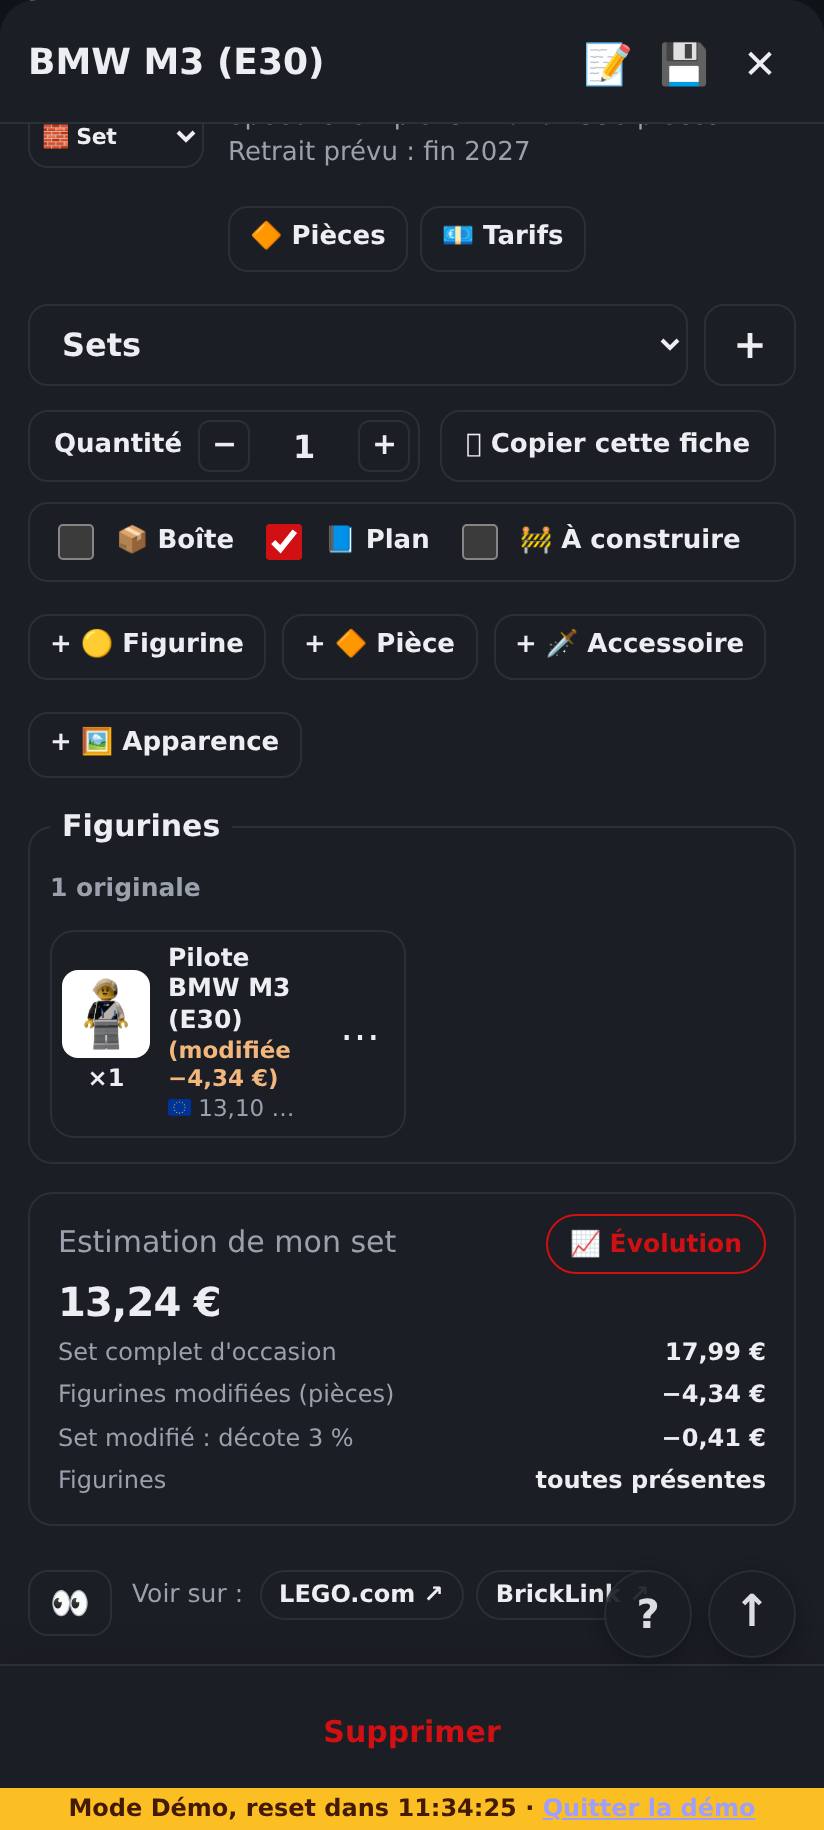 BMW M3 (E30)
Set
Retrait prévu : fin 2027
Pièces
Tarifs
Sets
+
Quantité − 1 +
Copier cette fiche
Boîte
Plan
À construire
+ Figurine
+ Pièce
+ Accessoire
+ Apparence
Figurines
1 originale
Pilote
BMW M3
(E30)
(modifiée
−4,34 €)
13,10 ...
×1
...
Estimation de mon set
Évolution
13,24 €
Set complet d'occasion 17,99 €
Figurines modifiées (pièces) −4,34 €
Set modifié : décote 3 % −0,41 €
Figurines toutes présentes
Voir sur :
LEGO.com ↗
BrickLink
?
↑
Supprimer
Mode Démo, reset dans 11:34:25 · Quitter la démo